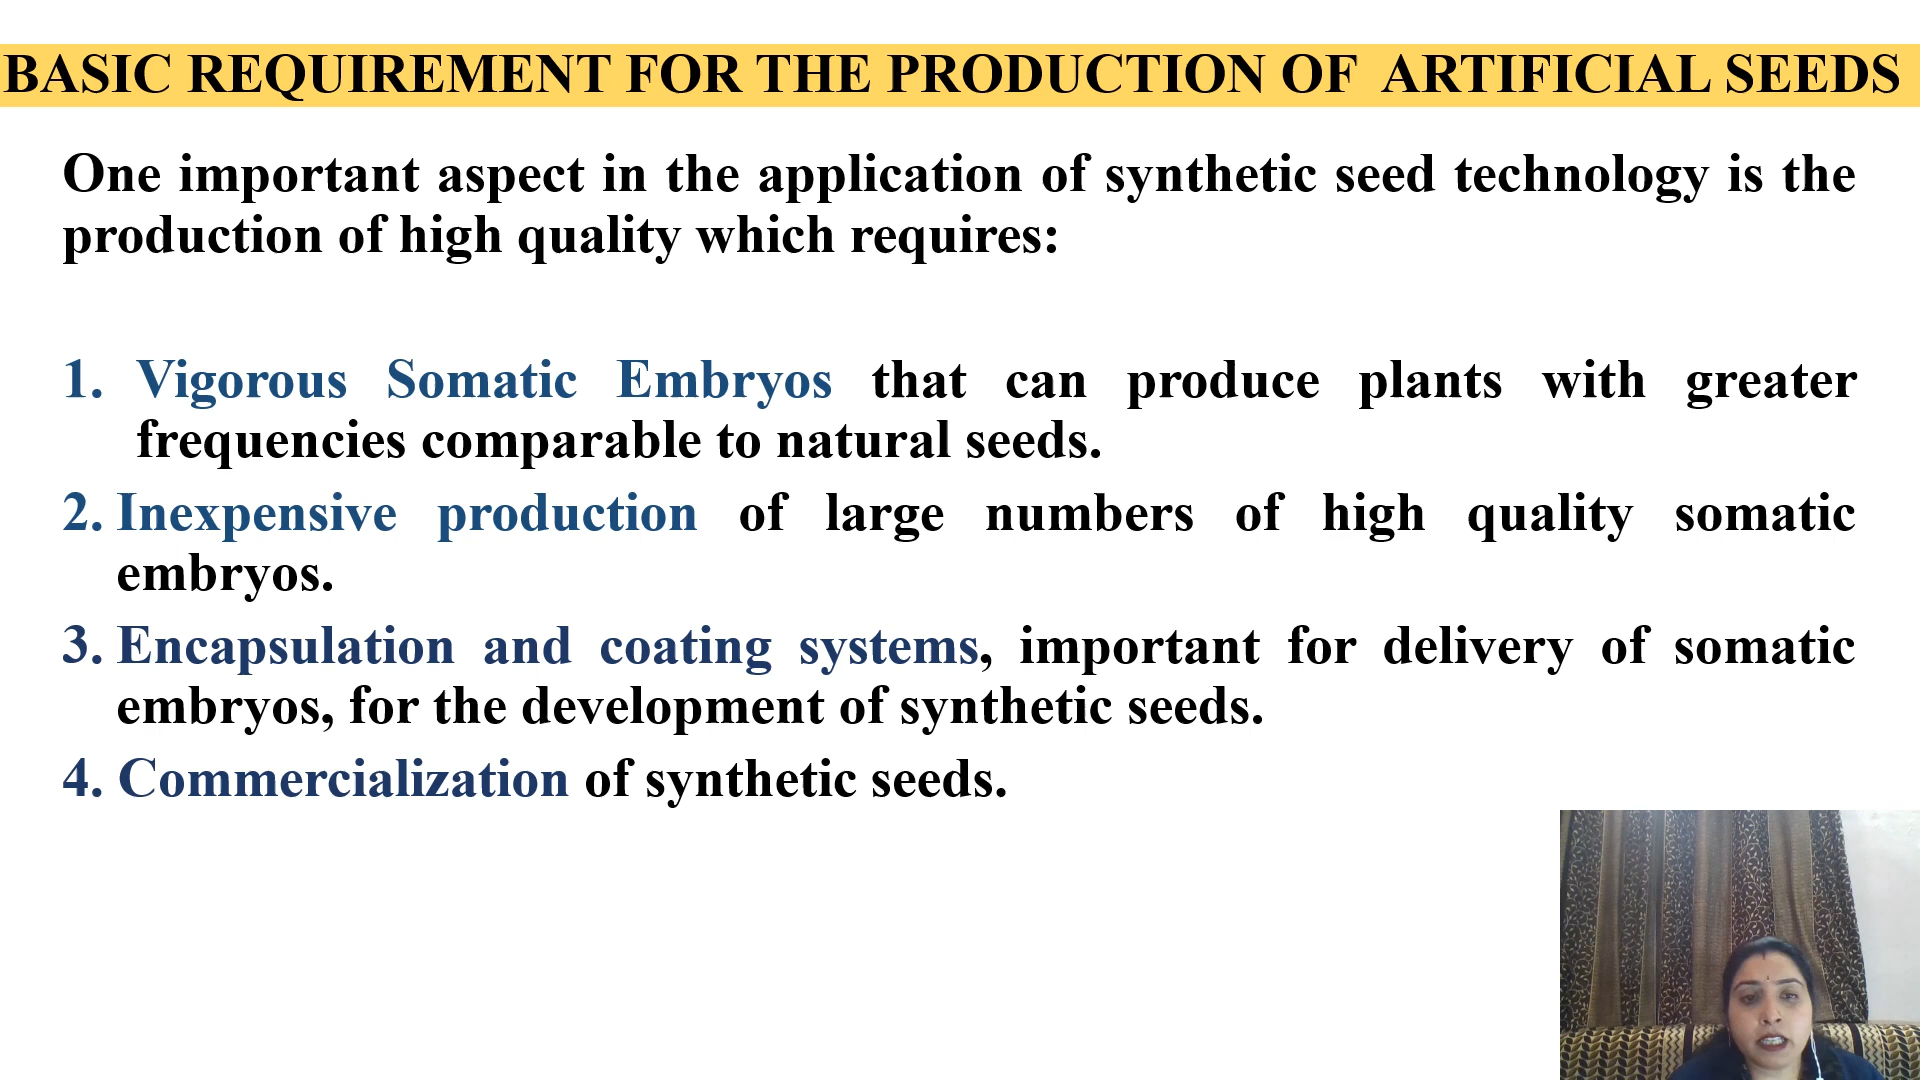 BASIC REQUIREMENT FOR THE PRODUCTION OF ARTIFICIAL SEEDS
One important aspect in the application of synthetic seed technology is the
production of high quality which requires:
1. Vigorous Somatic Embryos that can produce plants with greater
frequencies comparable to natural seeds.
2. Inexpensive production of large numbers of high quality somatic
embryos.
3. Encapsulation and coating systems, important for delivery of somatic
embryos, for the development of synthetic seeds.
4. Commercialization of synthetic seeds.